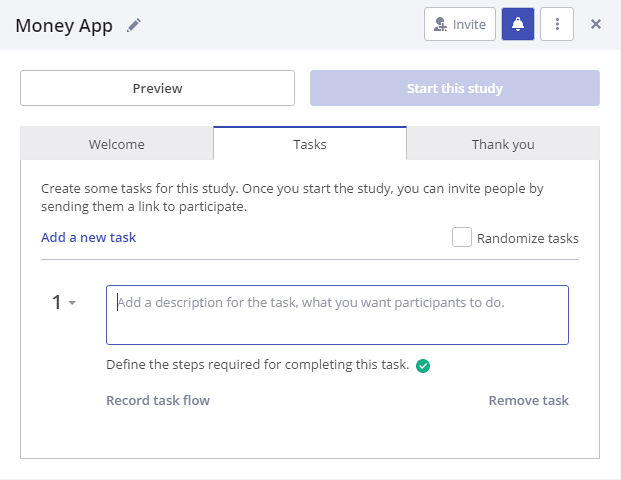 Money App
Invite
Preview
Start this study
Welcome
Tasks
Thank you
Create some tasks for this study. Once you start the study, you can invite people by
sending them a link to participate.
Add a new task
Randomize tasks
1
Add a description for the task, what you want participants to do.
Define the steps required for completing this task.
Record task flow
Remove task